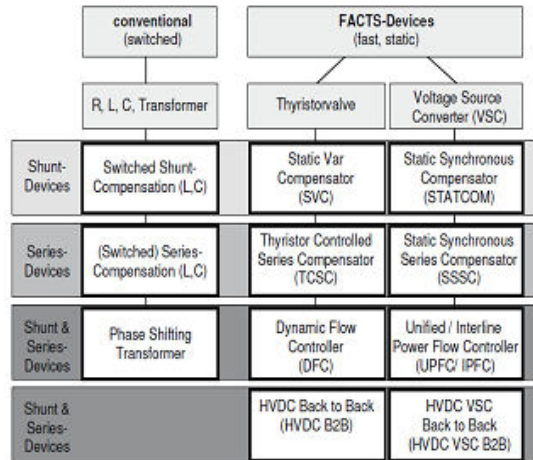 conventional
(switched)
FACTS-Devices
(fast, static)
R, L, C, Transformer
Thyristorvalve
Voltage Source
Converter (VSC)
Shunt-
Devices
Switched Shunt-
Compensation (L,C)
Static Var
Compensator
(SVC)
Static Synchronous
Compensator
(STATCOM)
Series-
Devices
(Switched) Series-
Compensation (L,C)
Thyristor Controlled
Series Compensator
(TCSC)
Static Synchronous
Series Compensator
(SSSC)
Shunt &
Series-
Devices
Phase Shifting
Transformer
Dynamic Flow
Controller
(DFC)
Unified / Interline
Power Flow Controller
(UPFC/ IPFC)
Shunt &
Series-
Devices
HVDC Back to Back
(HVDC B2B)
HVDC VSC
Back to Back
(HVDC VSC B2B)